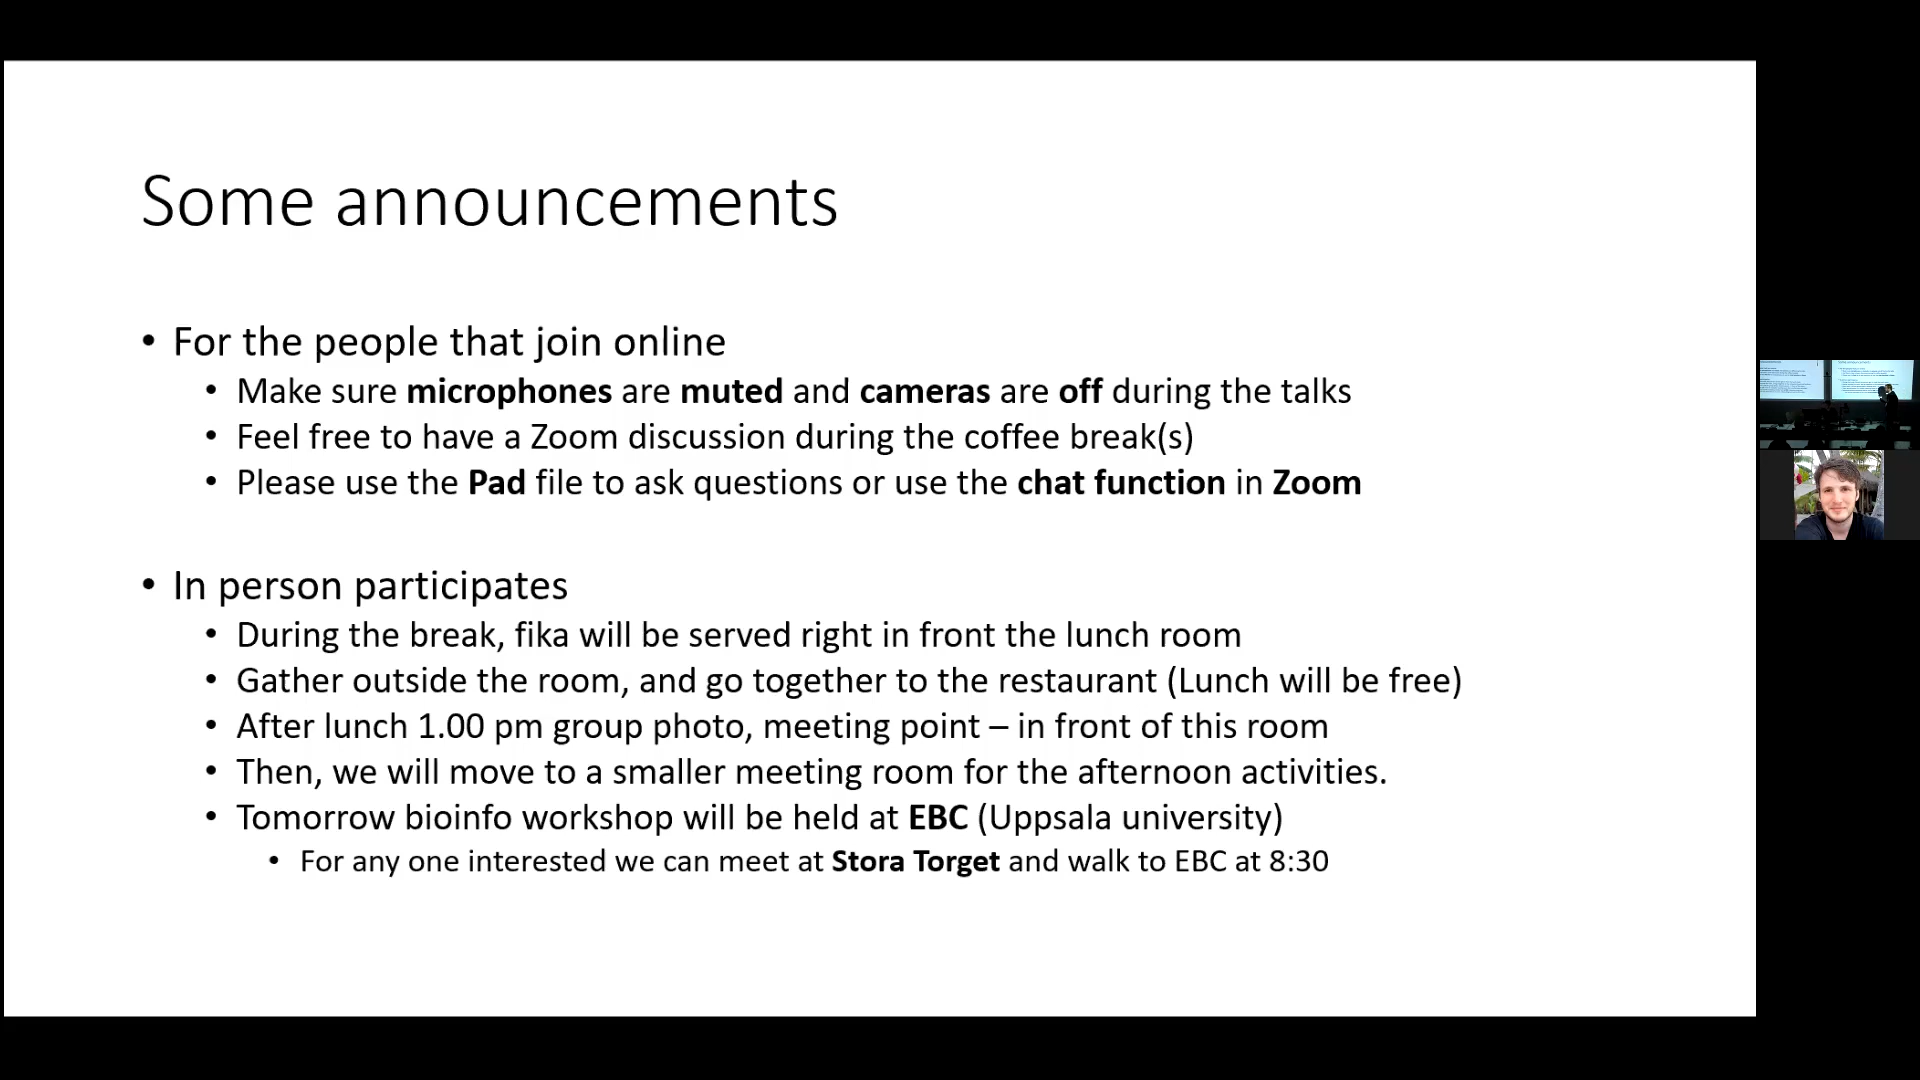 Some announcements
• For the people that join online
• Make sure microphones are muted and cameras are off during the talks
• Feel free to have a Zoom discussion during the coffee break(s)
• Please use the Pad file to ask questions or use the chat function in Zoom
• In person participates
• During the break, fika will be served right in front the lunch room
• Gather outside the room, and go together to the restaurant (Lunch will be free)
• After lunch 1.00 pm group photo, meeting point – in front of this room
• Then, we will move to a smaller meeting room for the afternoon activities.
• Tomorrow bioinfo workshop will be held at EBC (Uppsala university)
• For any one interested we can meet at Stora Torget and walk to EBC at 8:30